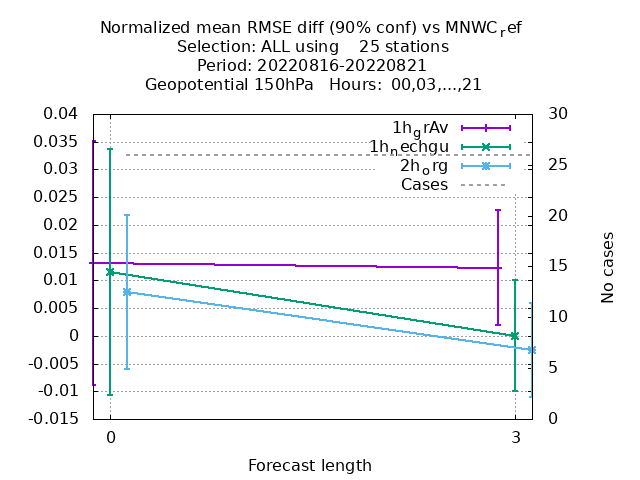 Normalized mean RMSE diff (90% conf) vs MNWC_ref
Selection: ALL using    25 stations
Period: 20220816-20220821
Geopotential 150hPa   Hours: 00,03,...,21
0.04
0.035
0.03
0.025
0.02
0.015
0.01
0.005
0
-0.005
-0.01
-0.015
30
25
20
15
10
5
0
1h_grAv
1h_nechgu
2h_org
Cases
No cases
0
3
Forecast length